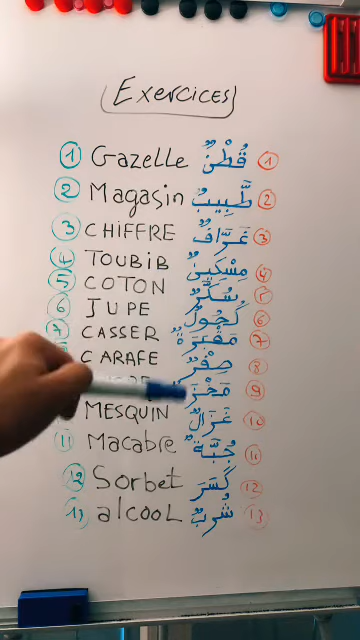 Exercices
1 Gazelle قُطْنٌ 1
2 Magasin طَّبِيبٌ 2
3 CHiFFRE غَرَّافٌ 3
4 TOUBIB مِسْكِينٌ 4
5 COTON سُكَّرٌ 5
6 JUPE كُحُولٌ 6
7 CASSER مَقْبَرَةٌ 7
CARAFE صِفْرٌ 8
9
MESQUIN غَزَالٌ 10
11 Macabre جُبَّةٌ 11
12 Sorbet كَسَرَ 12
13 alcooL شُربٌ 13